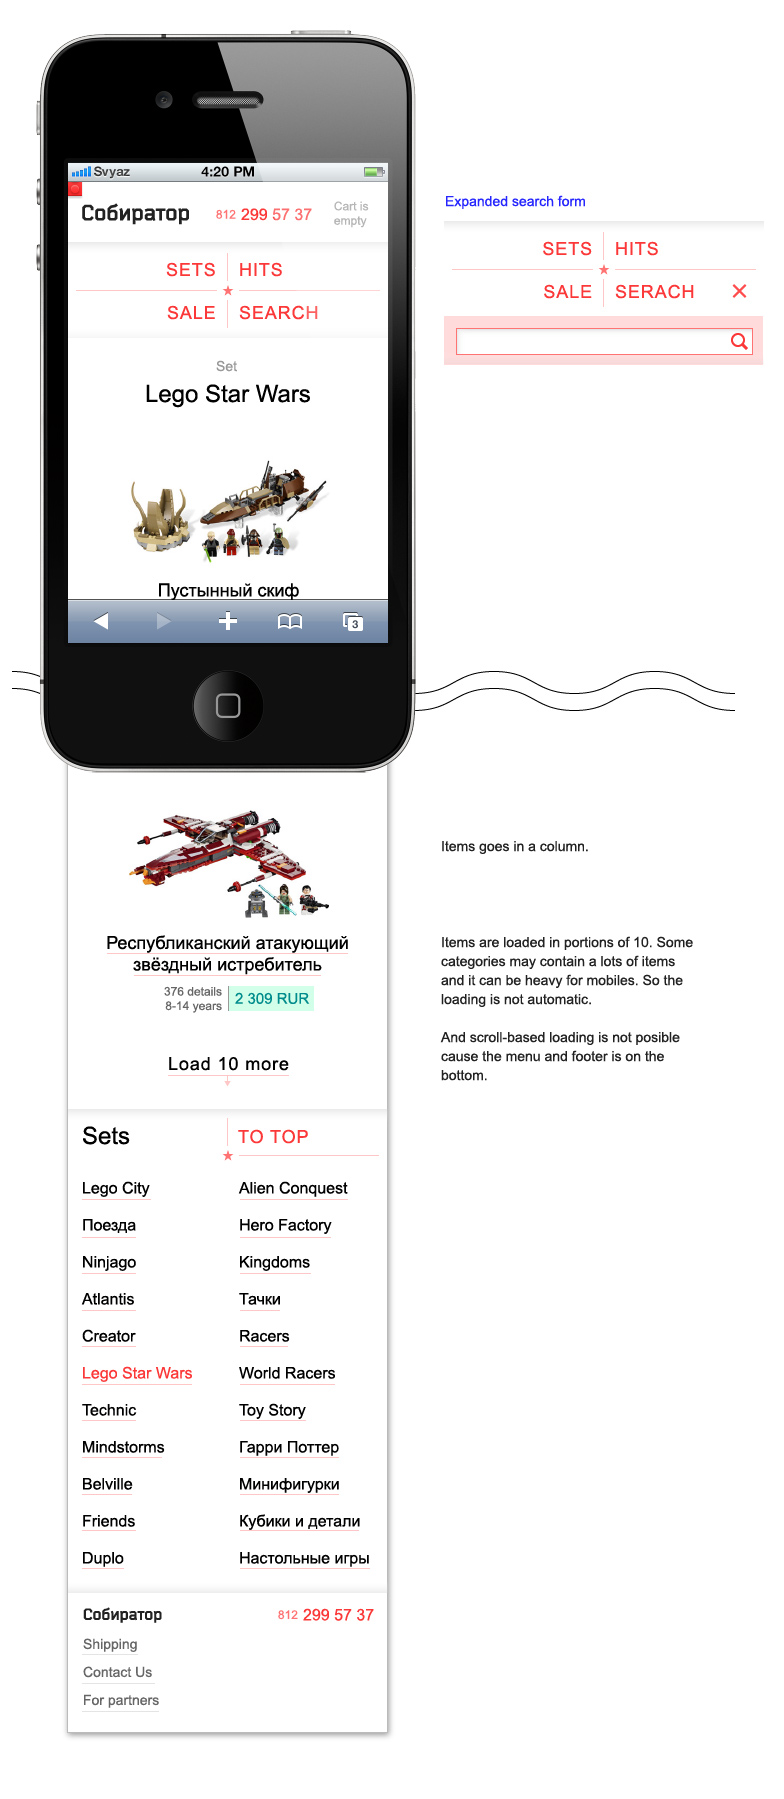 Svyaz 4:20 PM
Собиратор 812 299 57 37 Cart is empty
SETS HITS
SALE SEARCH
Set
Lego Star Wars
Пустынный скиф
3
Expanded search form
SETS HITS
SALE SERACH
Республиканский атакующий
звёздный истребитель
376 details
8-14 years
2 309 RUR
Load 10 more
Items goes in a column.
Items are loaded in portions of 10. Some
categories may contain a lots of items
and it can be heavy for mobiles. So the
loading is not automatic.
And scroll-based loading is not posible
cause the menu and footer is on the
bottom.
Sets TO TOP
Lego City Alien Conquest
Поезда Hero Factory
Ninjago Kingdoms
Atlantis Тачки
Creator Racers
Lego Star Wars World Racers
Technic Toy Story
Mindstorms Гарри Поттер
Belville Минифигурки
Friends Кубики и детали
Duplo Настольные игры
Собиратор 812 299 57 37
Shipping
Contact Us
For partners